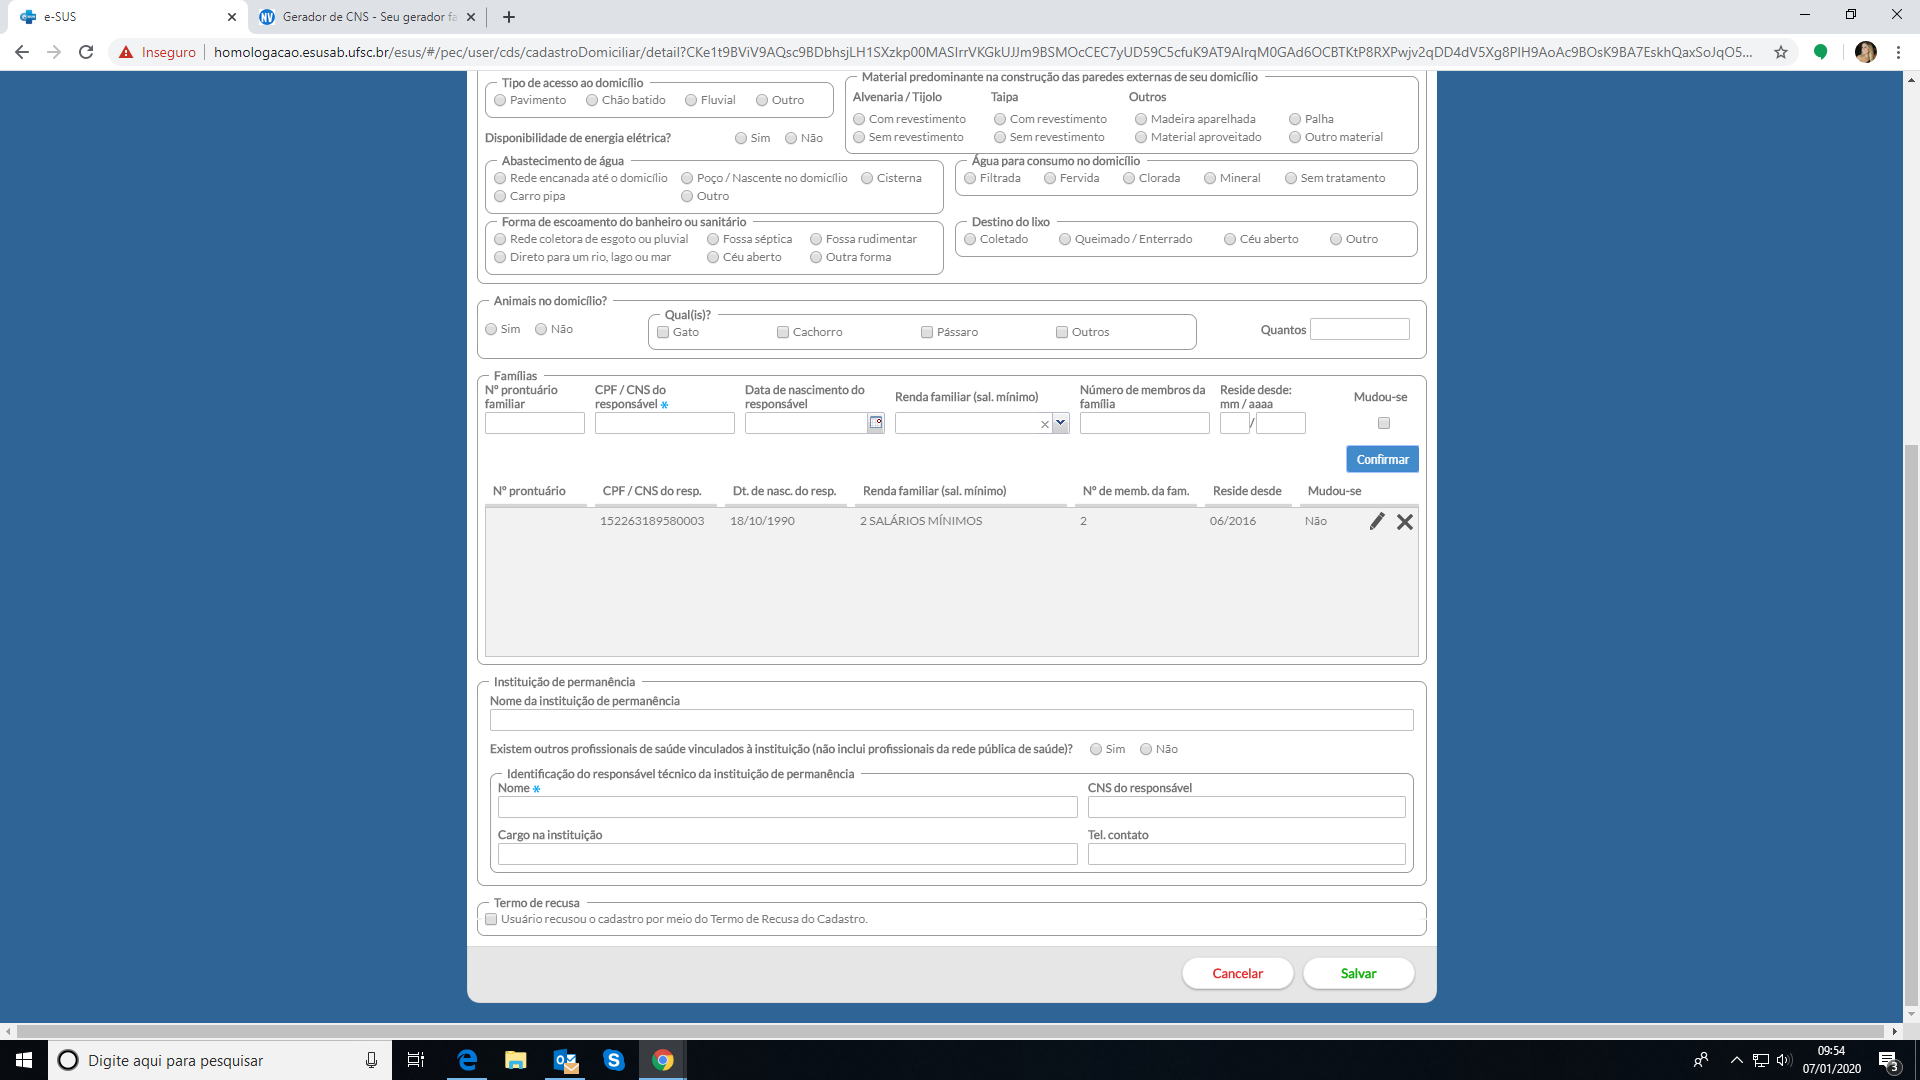 e-SUS
Gerador de CNS - Seu gerador fa
Inseguro
homologacao.esusab.ufsc.br/esus/#/pec/user/cds/cadastroDomiciliar/detail?CKe1t9BViV9AQsc9BDbhsjLH1SXzkp00MASIrrVKGkUJJm9BSMOcCEC7yUD59C5cfuK9AT9AIrqM0GAd6OCBTKtP8RXPwjv2qDD4dV5Xg8PlH9AoAc9BOsK9BA7EskhQaxSoJqO5...
Tipo de acesso ao domicílio
Pavimento Chão batido Fluvial Outro
Disponibilidade de energia elétrica? Sim Não
Material predominante na construção das paredes externas de seu domicílio
Alvenaria / Tijolo Taipa Outros
Com revestimento Com revestimento Madeira aparelhada Palha
Sem revestimento Sem revestimento Material aproveitado Outro material
Abastecimento de água
Rede encanada até o domicílio Poço / Nascente no domicílio Cisterna
Carro pipa Outro
Água para consumo no domicílio
Filtrada Fervida Clorada Mineral Sem tratamento
Forma de escoamento do banheiro ou sanitário
Rede coletora de esgoto ou pluvial Fossa séptica Fossa rudimentar
Direto para um rio, lago ou mar Céu aberto Outra forma
Destino do lixo
Coletado Queimado / Enterrado Céu aberto Outro
Animais no domicílio?
Sim Não
Qual(is)?
Gato Cachorro Pássaro Outros
Quantos
Famílias
Nº prontuário familiar
CPF / CNS do responsável *
Data de nascimento do responsável
Renda familiar (sal. mínimo)
Número de membros da família
Reside desde: mm / aaaa
/
Mudou-se
Confirmar
Nº prontuário CPF / CNS do resp. Dt. de nasc. do resp. Renda familiar (sal. mínimo) Nº de memb. da fam. Reside desde Mudou-se
152263189580003 18/10/1990 2 SALÁRIOS MÍNIMOS 2 06/2016 Não
Instituição de permanência
Nome da instituição de permanência
Existem outros profissionais de saúde vinculados à instituição (não inclui profissionais da rede pública de saúde)? Sim Não
Identificação do responsável técnico da instituição de permanência
Nome * CNS do responsável
Cargo na instituição Tel. contato
Termo de recusa
Usuário recusou o cadastro por meio do Termo de Recusa do Cadastro.
Cancelar Salvar
Digite aqui para pesquisar
09:54
07/01/2020
3